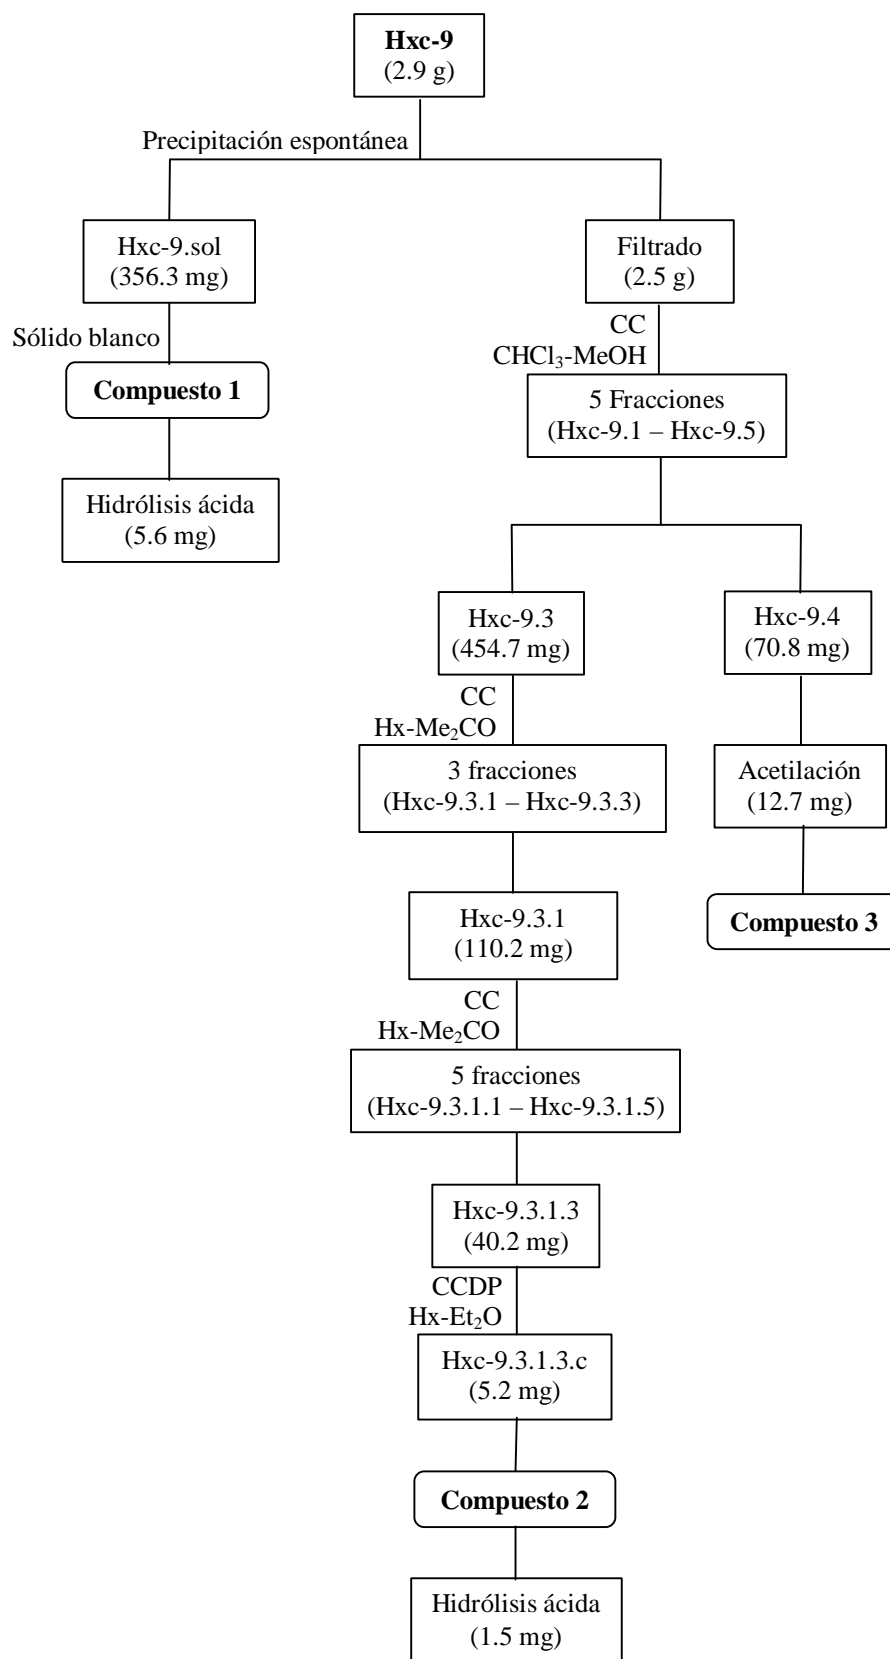 Hxc-9
(2.9 g)
Precipitación espontánea
Hxc-9.sol
(356.3 mg)
Filtrado
(2.5 g)
Sólido blanco
CC
CHCl₃-MeOH
Compuesto 1
5 Fracciones
(Hxc-9.1 – Hxc-9.5)
Hidrólisis ácida
(5.6 mg)
Hxc-9.3
(454.7 mg)
Hxc-9.4
(70.8 mg)
CC
Hx-Me₂CO
3 fracciones
(Hxc-9.3.1 – Hxc-9.3.3)
Acetilación
(12.7 mg)
Hxc-9.3.1
(110.2 mg)
Compuesto 3
CC
Hx-Me₂CO
5 fracciones
(Hxc-9.3.1.1 – Hxc-9.3.1.5)
Hxc-9.3.1.3
(40.2 mg)
CCDP
Hx-Et₂O
Hxc-9.3.1.3.c
(5.2 mg)
Compuesto 2
Hidrólisis ácida
(1.5 mg)